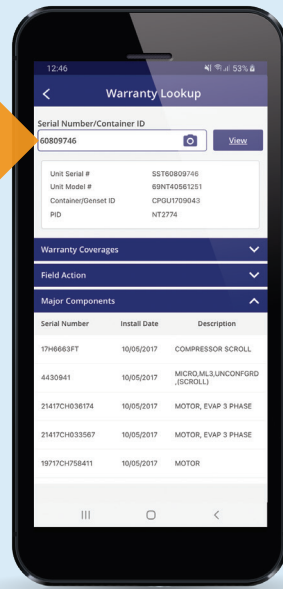 12:46 53%
Warranty Lookup
Serial Number/Container ID
60809746 View
Unit Serial # SST60809746
Unit Model # 69NT40561251
Container/Genset ID CPGU1709043
PID NT2774
Warranty Coverages
Field Action
Major Components
Serial Number Install Date Description
17H6663FT 10/05/2017 COMPRESSOR SCROLL
4430941 10/05/2017 MICRO,ML3,UNCONFGRD
,(SCROLL)
21417CH036174 10/05/2017 MOTOR, EVAP 3 PHASE
21417CH033567 10/05/2017 MOTOR, EVAP 3 PHASE
19717CH758411 10/05/2017 MOTOR